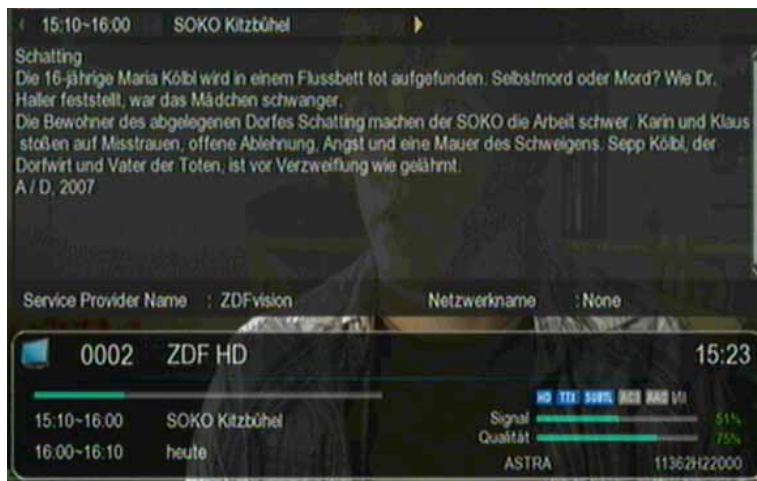 15:10~16:00 SOKO Kitzbühel
Schatting
Die 16-jährige Maria Kölbl wird in einem Flussbett tot aufgefunden. Selbstmord oder Mord? Wie Dr.
Haller feststellt, war das Mädchen schwanger.
Die Bewohner des abgelegenen Dorfes Schatting machen der SOKO die Arbeit schwer. Karin und Klaus
stoßen auf Misstrauen, offene Ablehnung, Angst und eine Mauer des Schweigens. Sepp Kölbl, der
Dorfwirt und Vater der Toten, ist vor Verzweiflung wie gelähmt.
A / D, 2007
Service Provider Name : ZDFvision Netzwerkname : None
0002 ZDF HD 15:23
HD TTX SUBTL
15:10~16:00 SOKO Kitzbühel Signal 51%
Qualität 75%
16:00~16:10 heute
ASTRA 11362H22000